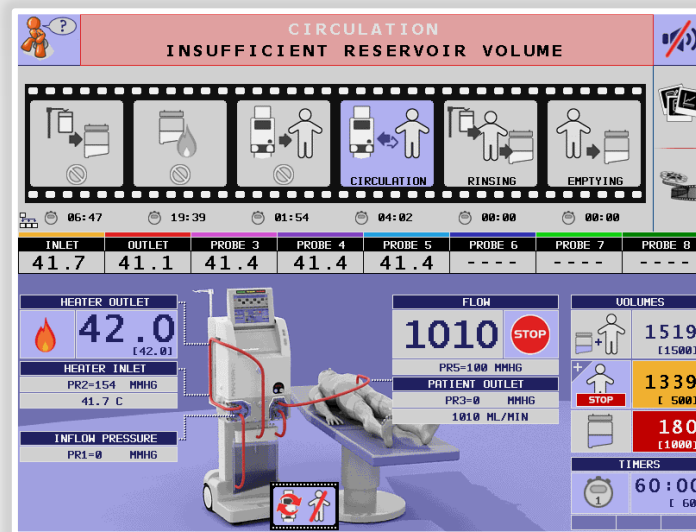 ?
CIRCULATION
INSUFFICIENT RESERVOIR VOLUME
CIRCULATION
RINSING
EMPTYING
06:47
19:39
01:54
04:02
00:00
00:00
INLET
OUTLET
PROBE 3
PROBE 4
PROBE 5
PROBE 6
PROBE 7
PROBE 8
41.7
41.1
41.4
41.4
41.4
----
----
----
HEATER OUTLET
42.0
[42.0]
HEATER INLET
PR2=154 MMHG
41.7 C
INFLOW PRESSURE
PR1=0 MMHG
FLOW
1010
STOP
PR5=100 MMHG
PATIENT OUTLET
PR3=0 MMHG
1010 ML/MIN
VOLUMES
1519
[1500]
STOP
1339
[ 500]
180
[1000]
TIMERS
1
60:00
[ 60